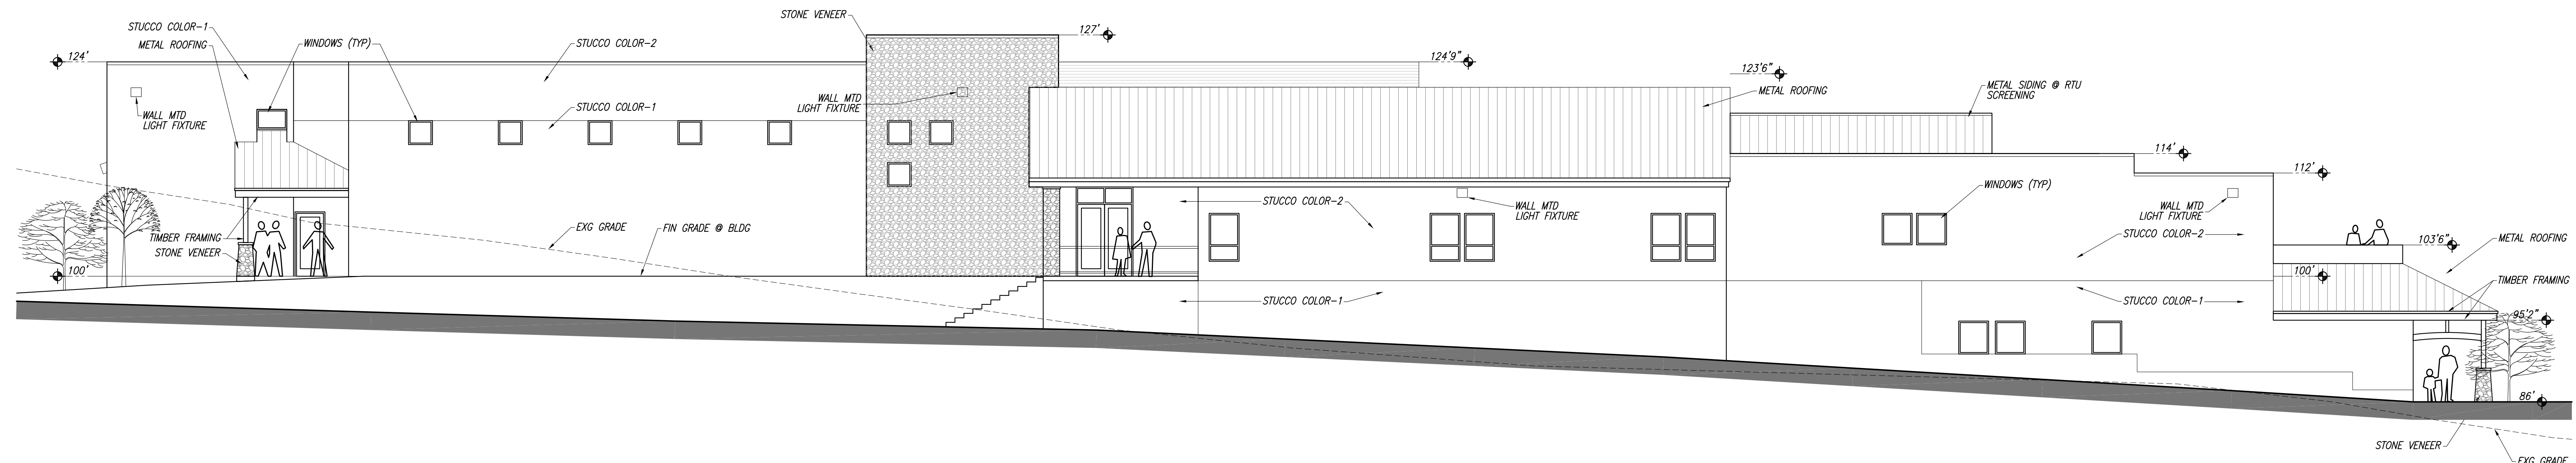 STUCCO COLOR-1
METAL ROOFING
124'
WINDOWS (TYP)
STUCCO COLOR-2
STUCCO COLOR-1
WALL MTD
LIGHT FIXTURE
TIMBER FRAMING
STONE VENEER
100'
EXG GRADE
FIN GRADE @ BLDG
STONE VENEER
127'
WALL MTD
LIGHT FIXTURE
124'9"
123'6"
METAL ROOFING
METAL SIDING @ RTU
SCREENING
STUCCO COLOR-2
WALL MTD
LIGHT FIXTURE
STUCCO COLOR-1
114'
112'
WINDOWS (TYP)
WALL MTD
LIGHT FIXTURE
STUCCO COLOR-2
103'6"
METAL ROOFING
100'
TIMBER FRAMING
STUCCO COLOR-1
95'2"
86'
STONE VENEER
EXG GRADE